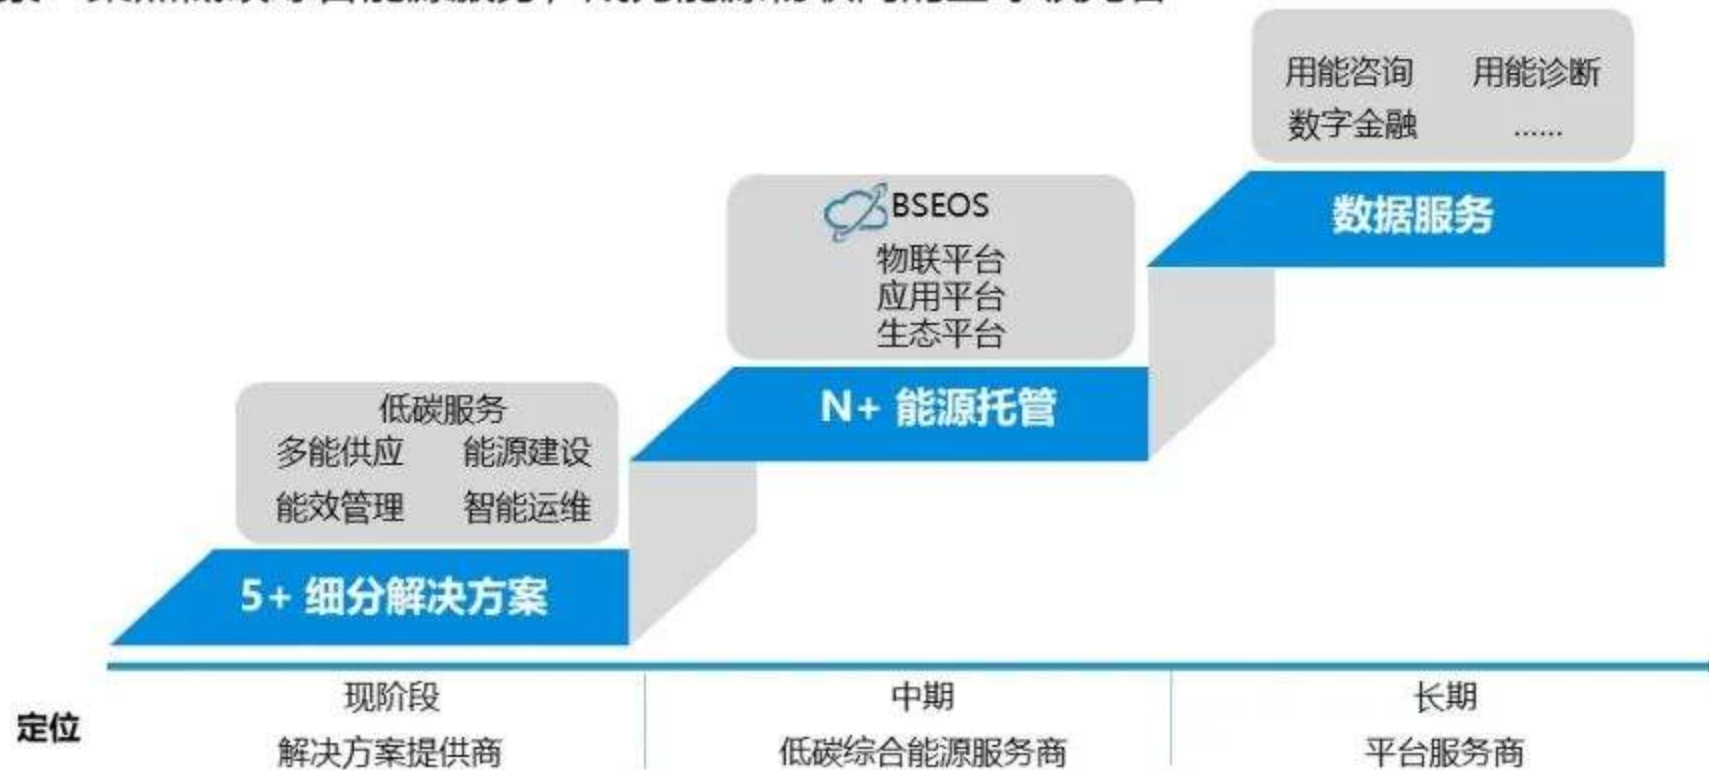 用能咨询 用能诊断
数字金融 ……
数据服务
BSEOS
物联平台
应用平台
生态平台
N+ 能源托管
低碳服务
多能供应 能源建设
能效管理 智能运维
5+ 细分解决方案
定位
现阶段 中期 长期
解决方案提供商 低碳综合能源服务商 平台服务商